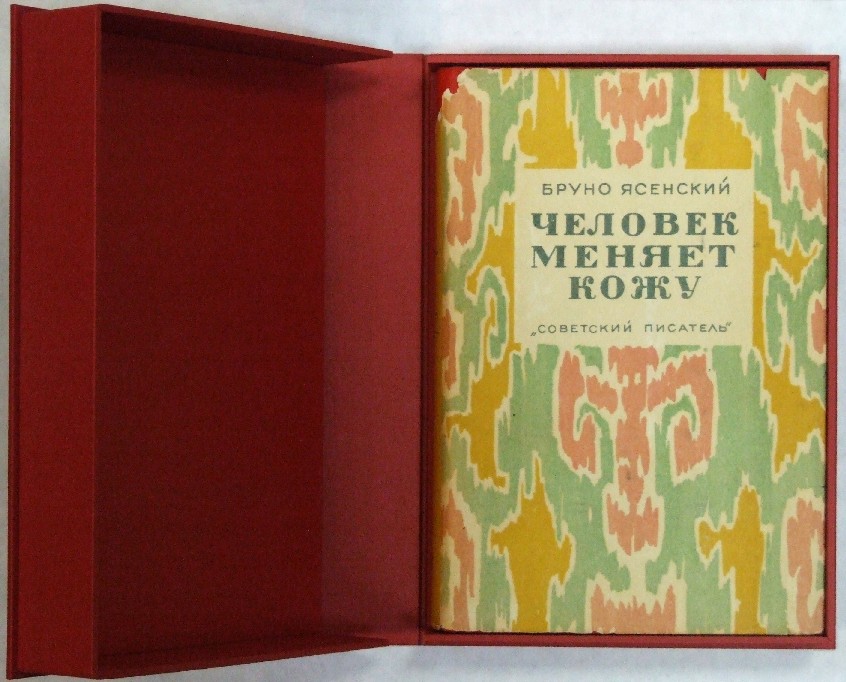 БРУНО ЯСЕНСКИЙ
ЧЕЛОВЕК
МЕНЯЕТ
КОЖУ
„СОВЕТСКИЙ ПИСАТЕЛЬ"